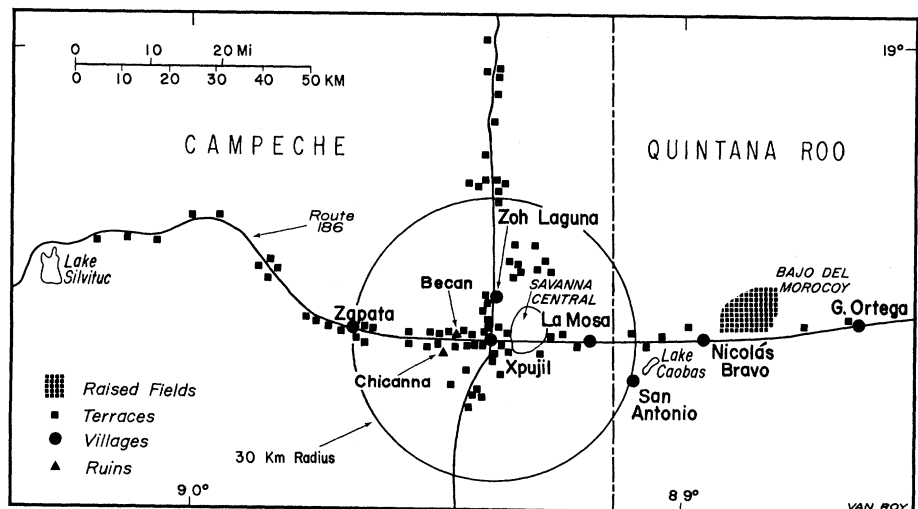 0 10 20 Mi
0 10 20 30 40 50 KM
19°
CAMPECHE
QUINTANA ROO
Route
186
Zoh Laguna
Lake
Silvituc
Becan
SAVANNA
CENTRAL
BAJO DEL
MOROCOY
Zapata
La Mosa
G. Ortega
Chicanna
Xpujil
Lake
Caobas
Nicolás
Bravo
San
Antonio
Raised Fields
Terraces
Villages
Ruins
30 Km Radius
90°
89°
VAN ROY